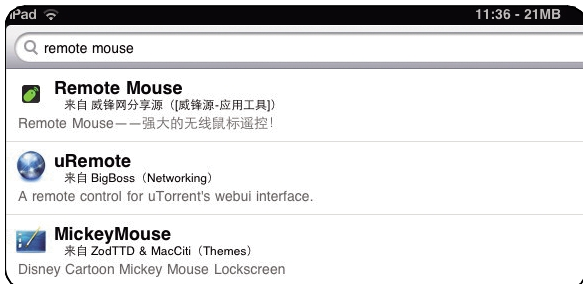 iPad 11:36 - 21MB
remote mouse
Remote Mouse
来自 威锋网分享源（[威锋源-应用工具]）
Remote Mouse——强大的无线鼠标遥控！
uRemote
来自 BigBoss（Networking）
A remote control for uTorrent's webui interface.
MickeyMouse
来自 ZodTTD & MacCiti（Themes）
Disney Cartoon Mickey Mouse Lockscreen